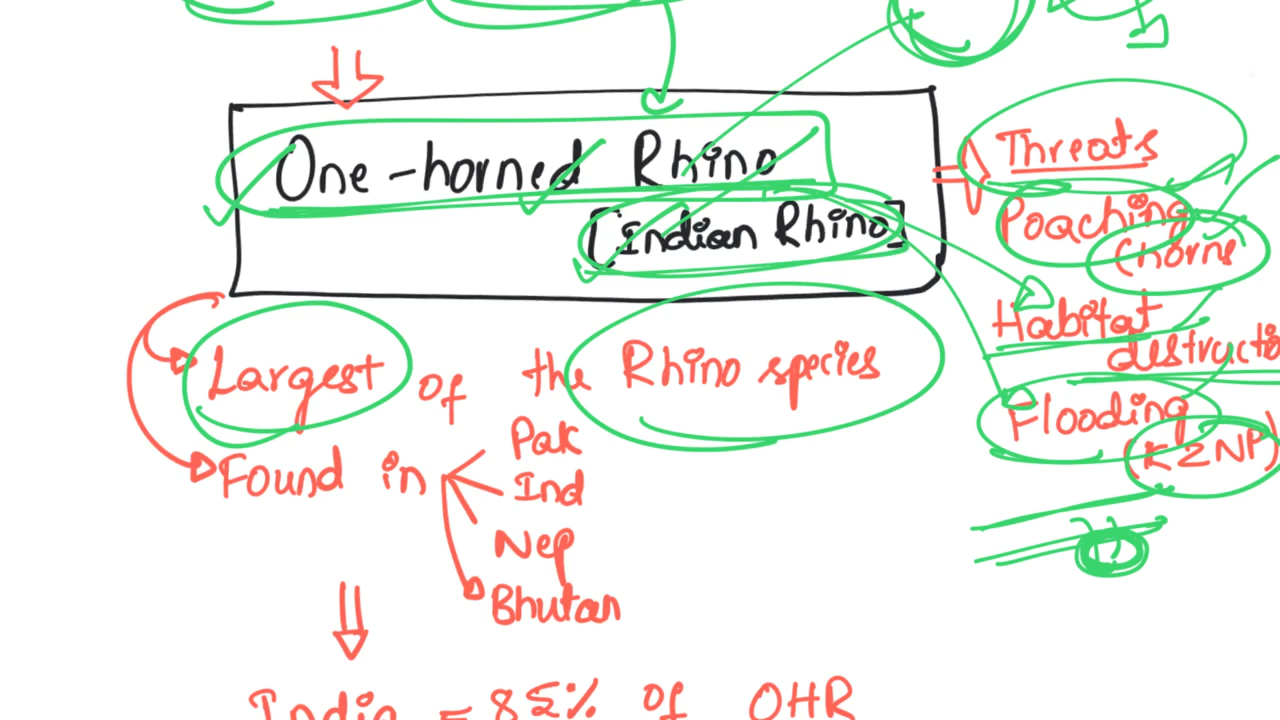 One-horned Rhino
[Indian Rhino]
Threats
Poaching
(horns
Habitat
destructio
Flooding
(KZNP)
Largest of the Rhino species
Found in
Pak
Ind
Nep
Bhutan
India = 85% of OHR